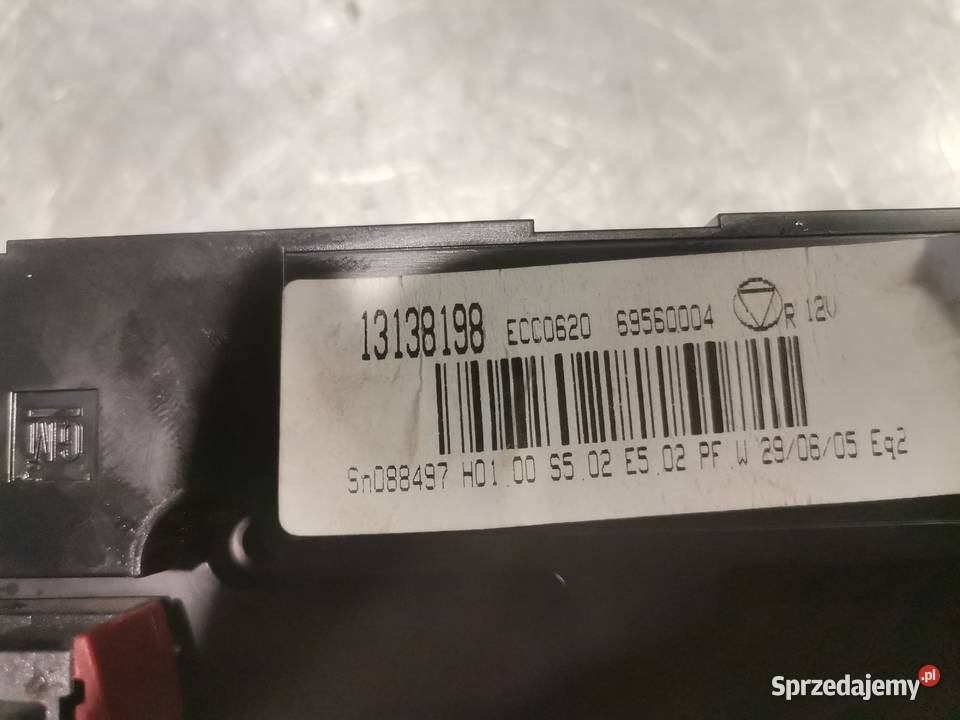 13138198 ECC0620 69560004 R 12V
Sn088497 H01.00 S5.02 E5.02 PF.W 29/06/05 Eq2
GM
Sprzedajemy.pl